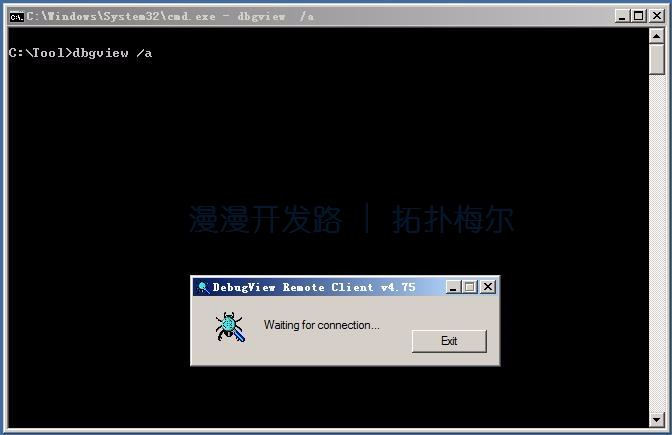 C:\Windows\System32\cmd.exe - dbgview  /a
C:\Tool>dbgview /a
漫漫开发路 | 拓扑梅尔
DebugView Remote Client v4.75
Waiting for connection...
Exit